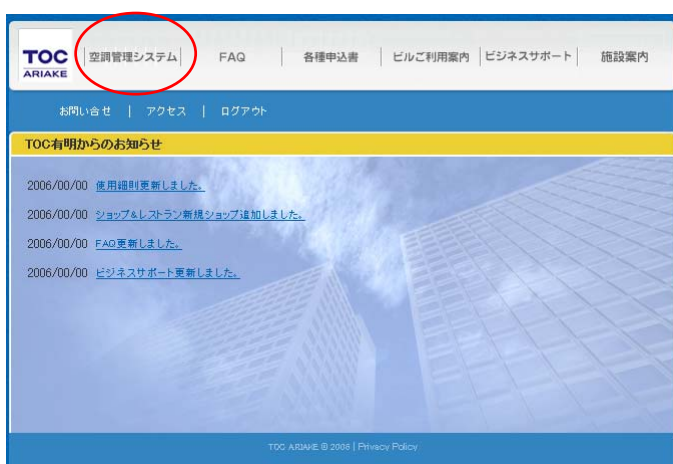 TOC
ARIAKE
空調管理システム
FAQ
各種申込書
ビルご利用案内
ビジネスサポート
施設案内
お問い合せ | アクセス | ログアウト
TOC有明からのお知らせ
2006/00/00 使用細則更新しました。
2006/00/00 ショップ&レストラン新規ショップ追加しました。
2006/00/00 FAQ更新しました。
2006/00/00 ビジネスサポート更新しました。
TOC ARIAKE © 2006 | Privacy Policy